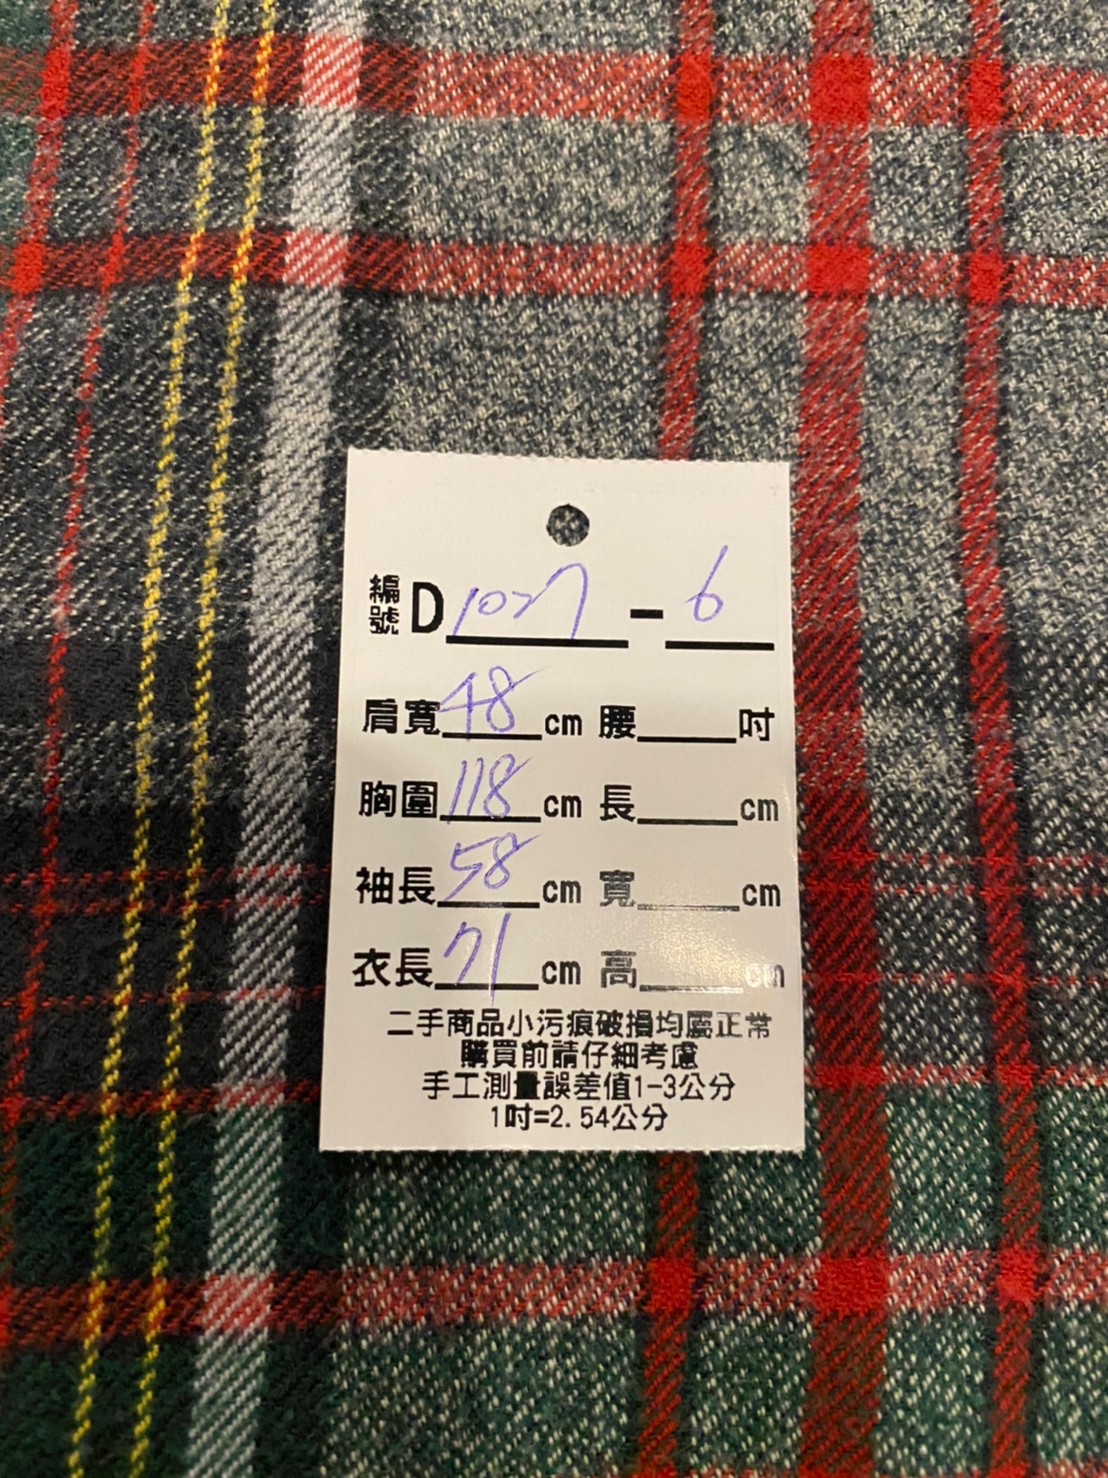 編號 D 1027 - 6
肩寬 48 cm 腰 吋
胸圍 118 cm 長 cm
袖長 58 cm 寬 cm
衣長 71 cm 高 cm
二手商品小污痕破損均屬正常
購買前請仔細考慮
手工測量誤差值1-3公分
1吋=2.54公分